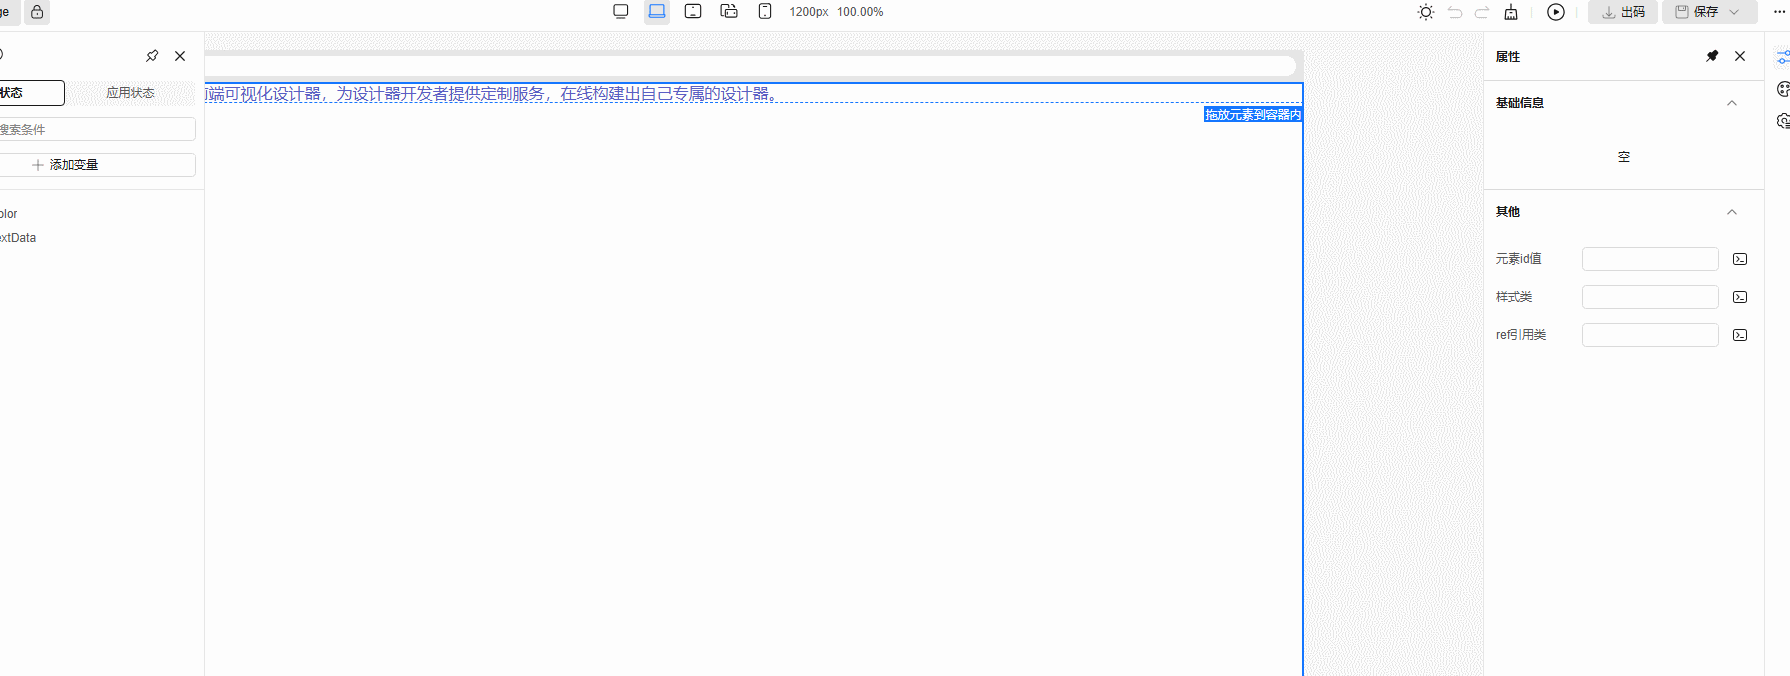 ge
1200px 100.00%
出码
保存
状态
应用状态
搜索条件
添加变量
olor
extData
前端可视化设计器，为设计器开发者提供定制服务，在线构建出自己专属的设计器。
拖放元素到容器内
属性
基础信息
空
其他
元素id值
样式类
ref引用类